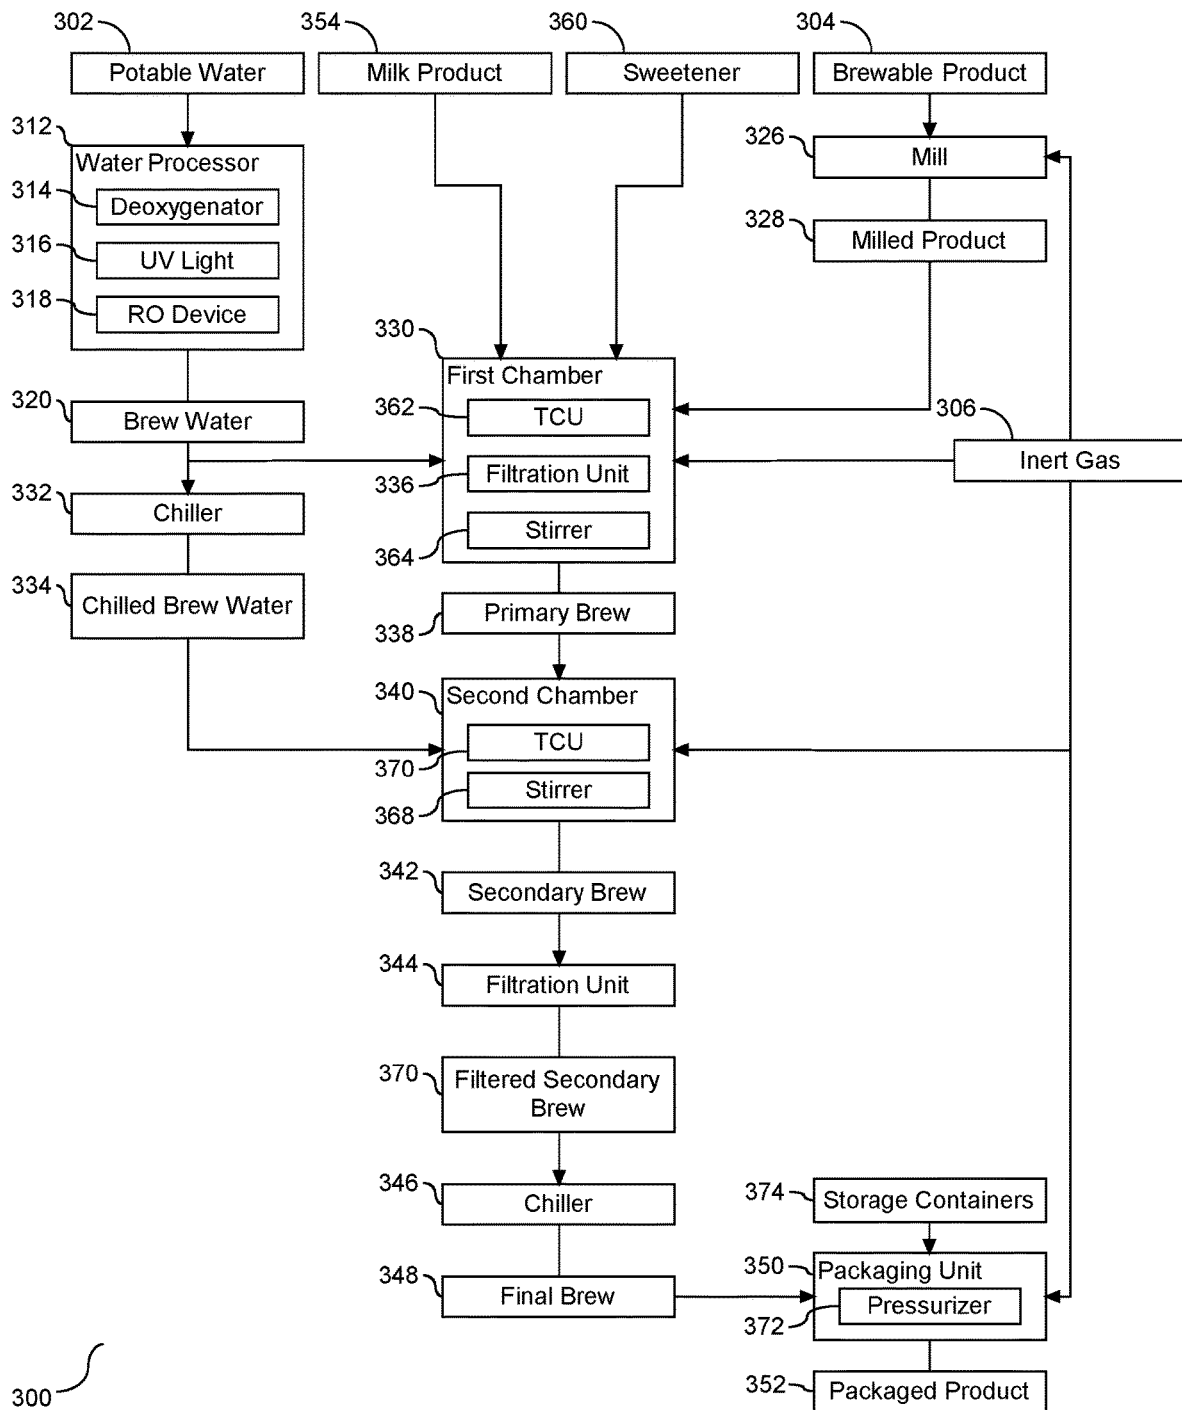 302
354
360
304
Potable Water
Milk Product
Sweetener
Brewable Product
312
Water Processor
326
Mill
314
Deoxygenator
328
Milled Product
316
UV Light
318
RO Device
330
First Chamber
320
Brew Water
362
TCU
306
Inert Gas
336
Filtration Unit
332
Chiller
364
Stirrer
334
Chilled Brew Water
338
Primary Brew
340
Second Chamber
370
TCU
368
Stirrer
342
Secondary Brew
344
Filtration Unit
370
Filtered Secondary
Brew
346
Chiller
374
Storage Containers
350
Packaging Unit
348
Final Brew
372
Pressurizer
352
Packaged Product
300